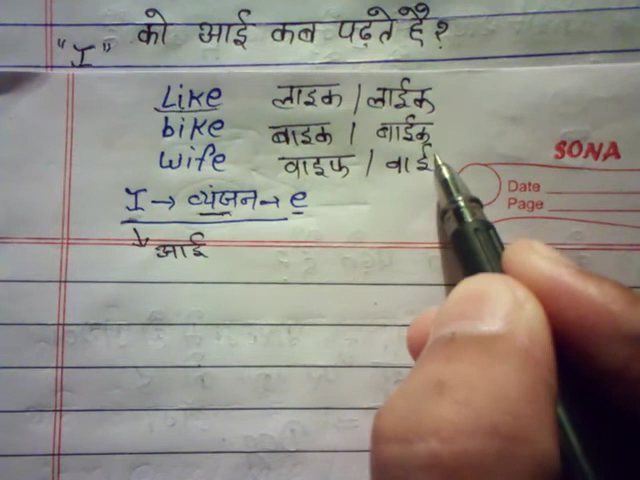 "I" को आई कब पढ़ते है?
Like लाइक / लाईक
bike बाइक / बाईक
wife वाइफ / वाई
I → व्यंजन → e
↓ आई
SONA
Date
Page